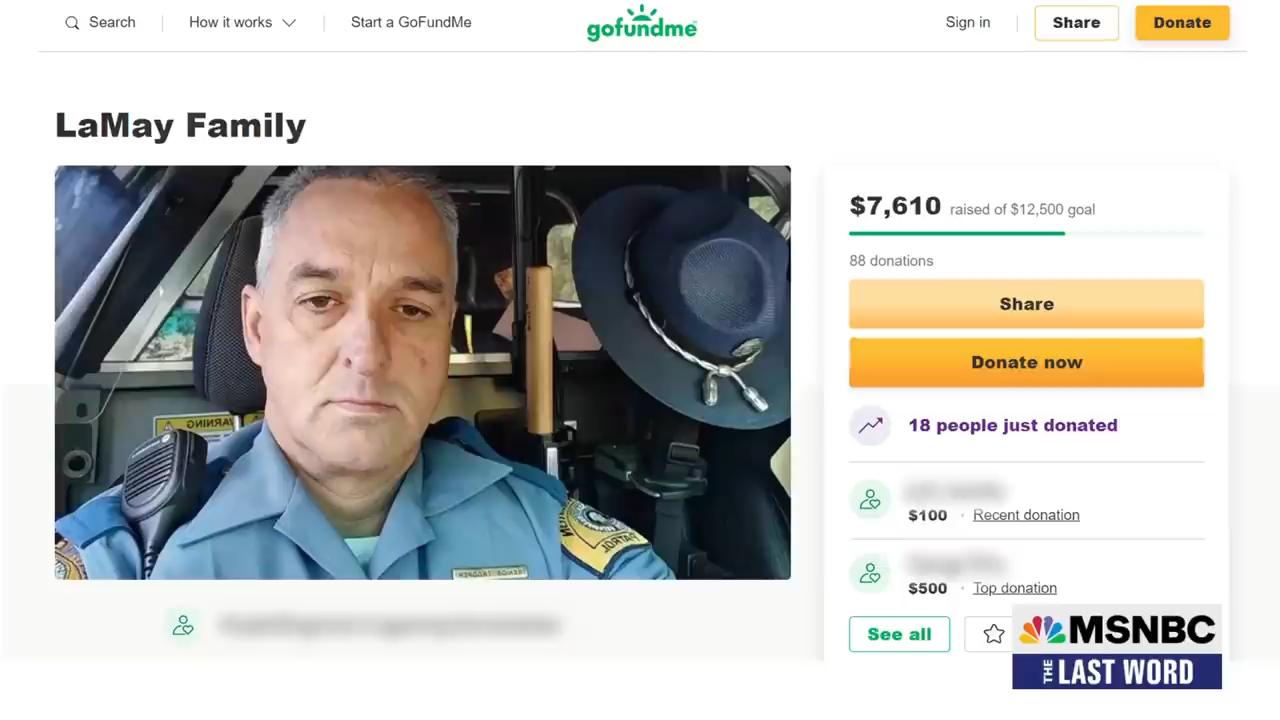 Search
How it works
Start a GoFundMe
gofundme
Sign in
Share
Donate
LaMay Family
$7,610 raised of $12,500 goal
88 donations
Share
Donate now
18 people just donated
$100 · Recent donation
$500 · Top donation
See all
WARNING
PATROL
MSNBC
THE LAST WORD